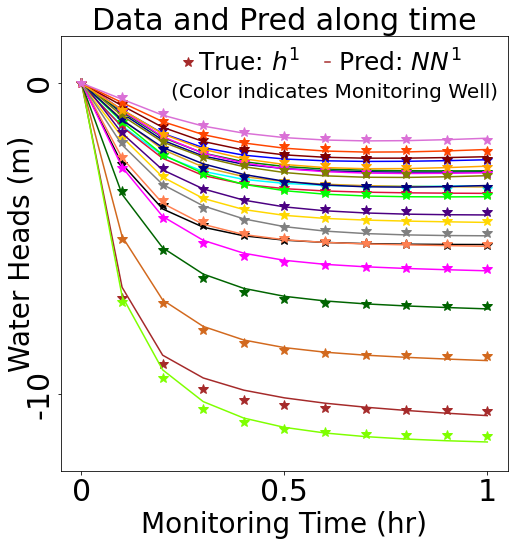 Data and Pred along time
True: h¹ - Pred: NN¹
(Color indicates Monitoring Well)
Water Heads (m)
0
-10
0 0.5 1
Monitoring Time (hr)